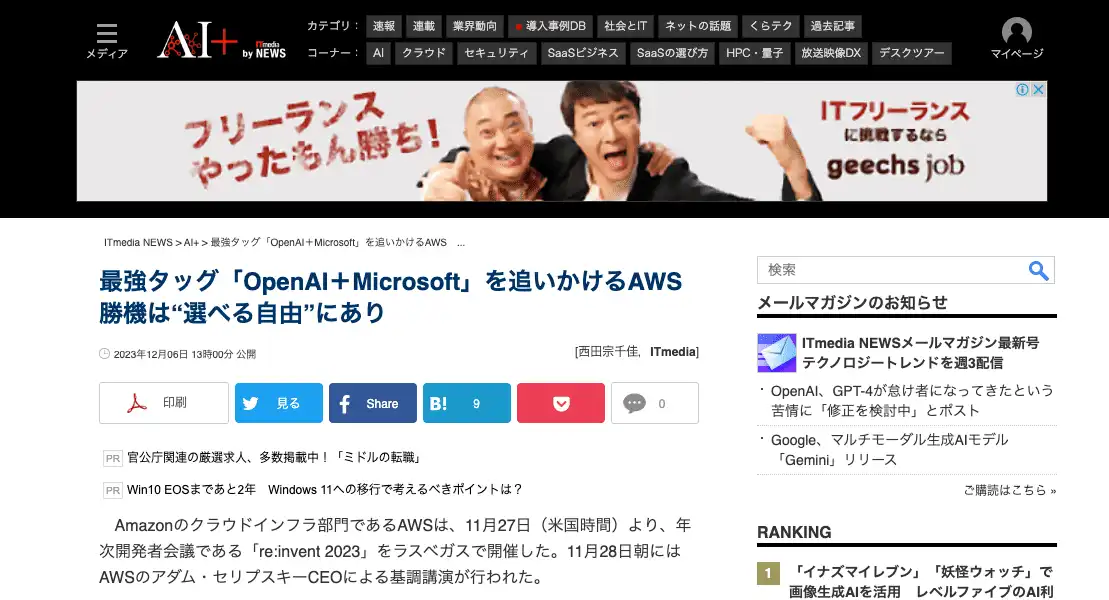 メディア
AI+ by ITmedia NEWS
カテゴリ： 速報 連載 業界動向 導入事例DB 社会とIT ネットの話題 くらテク 過去記事
コーナー： AI クラウド セキュリティ SaaSビジネス SaaSの選び方 HPC・量子 放送映像DX デスクツアー
マイページ
フリーランス
やったもん勝ち！
ITフリーランス
に挑戦するなら
geechs job
ITmedia NEWS > AI+ > 最強タッグ「OpenAI＋Microsoft」を追いかけるAWS ...
最強タッグ「OpenAI＋Microsoft」を追いかけるAWS
勝機は“選べる自由”にあり
2023年12月06日 13時00分 公開
[西田宗千佳, ITmedia]
印刷 見る Share B! 9 0
PR 官公庁関連の厳選求人、多数掲載中！「ミドルの転職」
PR Win10 EOSまであと2年　Windows 11への移行で考えるべきポイントは？
Amazonのクラウドインフラ部門であるAWSは、11月27日（米国時間）より、年
次開発者会議である「re:invent 2023」をラスベガスで開催した。11月28日朝には
AWSのアダム・セリプスキーCEOによる基調講演が行われた。
検索
メールマガジンのお知らせ
ITmedia NEWSメールマガジン最新号
テクノロジートレンドを週3配信
・OpenAI、GPT-4が怠け者になってきたという
苦情に「修正を検討中」とポスト
・Google、マルチモーダル生成AIモデル
「Gemini」リリース
ご購読はこちら »
RANKING
1 「イナズマイレブン」「妖怪ウォッチ」で
画像生成AIを活用　レベルファイブのAI利